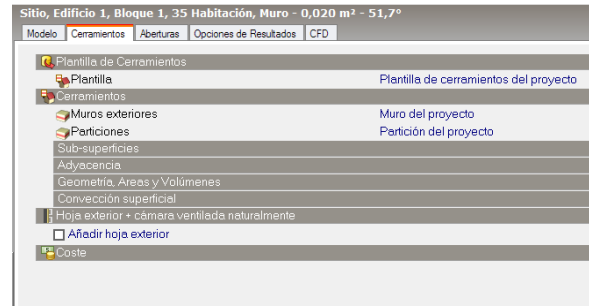 Sitio, Edificio 1, Bloque 1, 35 Habitación, Muro - 0,020 m² - 51,7°
Modelo Cerramientos Aberturas Opciones de Resultados CFD
Plantilla de Cerramientos
Plantilla Plantilla de cerramientos del proyecto
Cerramientos
Muros exteriores Muro del proyecto
Particiones Partición del proyecto
Sub-superficies
Adyacencia
Geometría, Areas y Volúmenes
Convección superficial
Hoja exterior + cámara ventilada naturalmente
Añadir hoja exterior
Coste